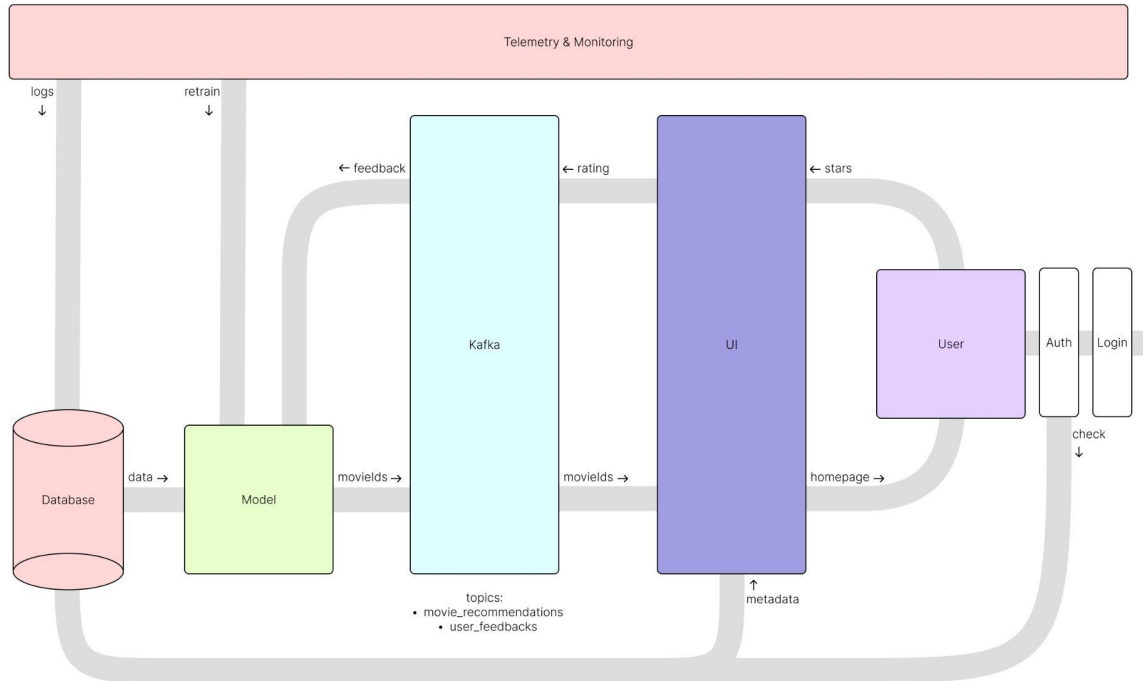 Telemetry & Monitoring
logs
↓
retrain
↓
← feedback
← rating
← stars
Kafka
UI
User
Auth
Login
check
↓
data →
movieIds →
movieIds →
homepage →
Database
Model
↑
metadata
topics:
• movie_recommendations
• user_feedbacks